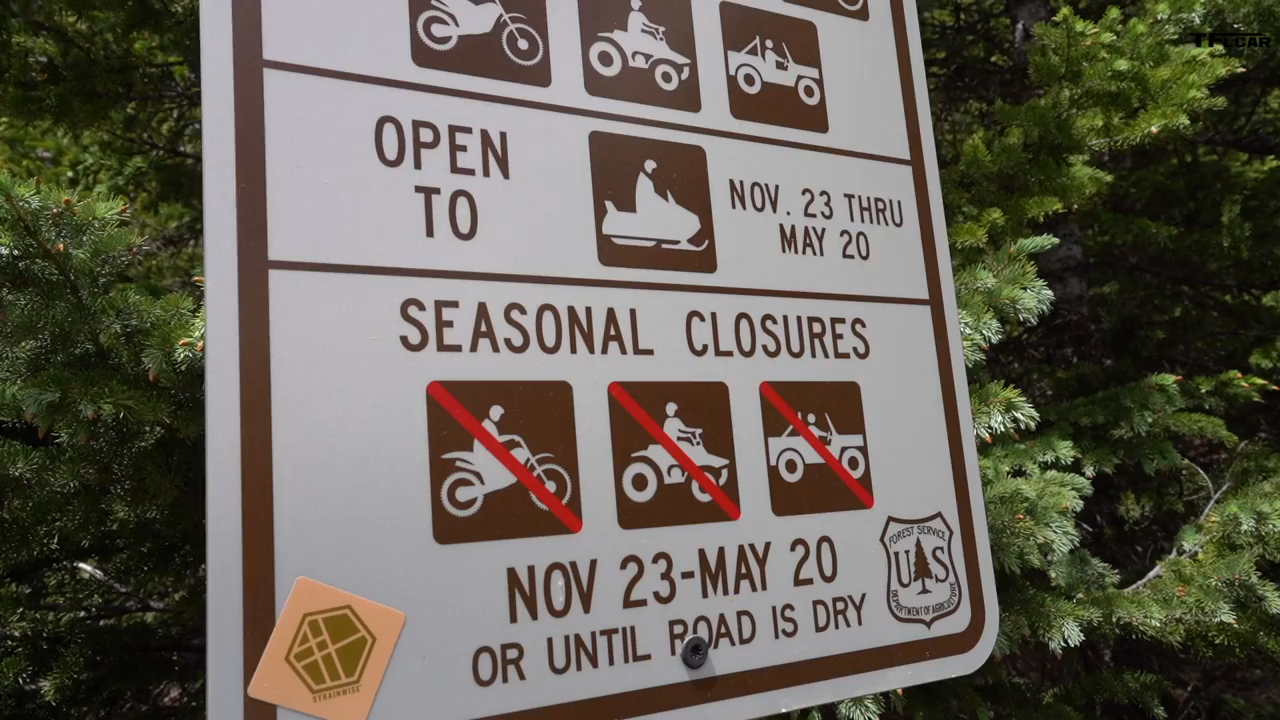 TFLCAR
OPEN
TO
NOV. 23 THRU
MAY 20
SEASONAL CLOSURES
NOV 23-MAY 20
OR UNTIL ROAD IS DRY
FOREST SERVICE
U S
DEPARTMENT OF AGRICULTURE
STRAINWISE